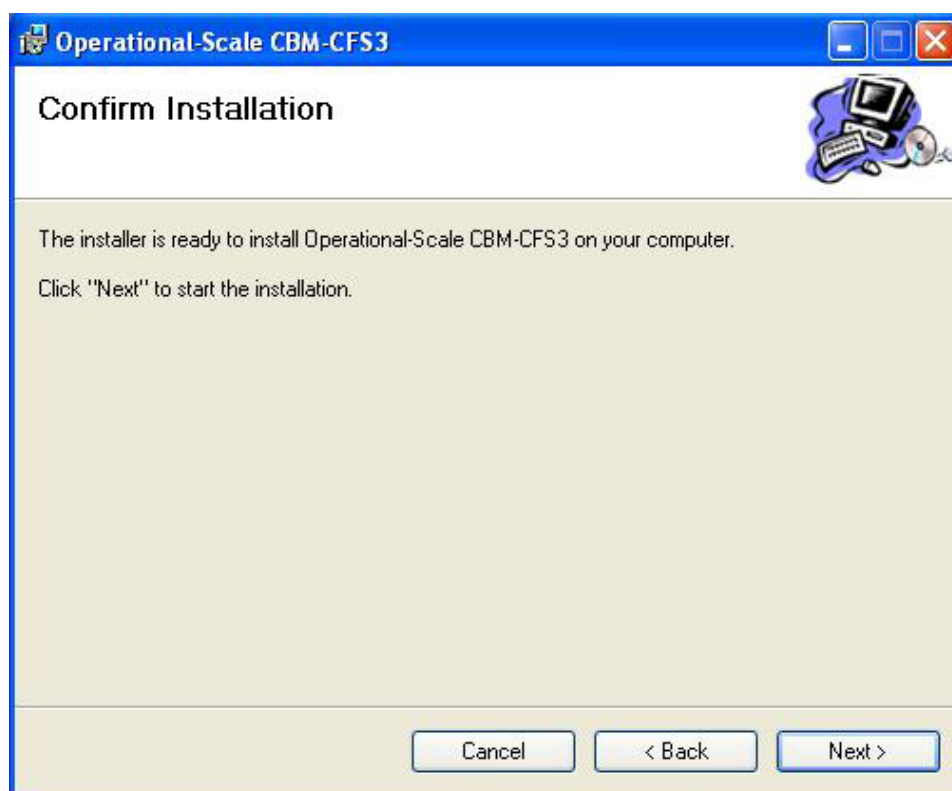 Operational-Scale CBM-CFS3
Confirm Installation
The installer is ready to install Operational-Scale CBM-CFS3 on your computer.
Click "Next" to start the installation.
Cancel
< Back
Next >